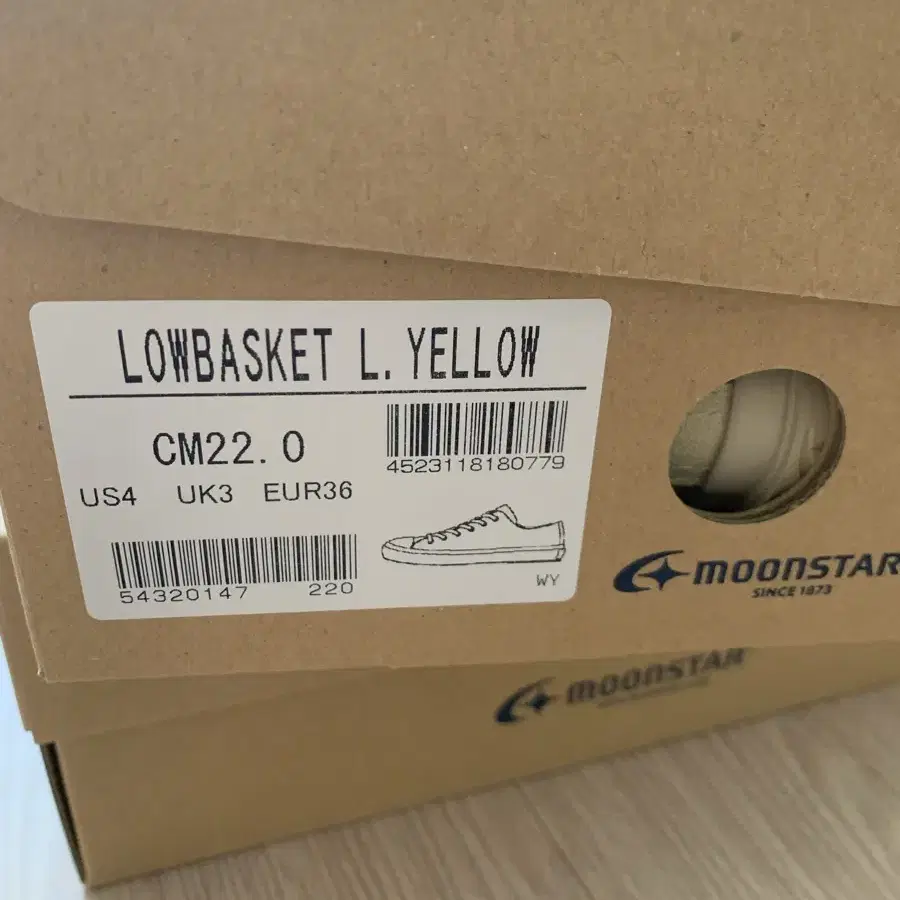 LOWBASKET L.YELLOW
CM22.0
4523118180779
US4 UK3 EUR36
54320147 220
WY
MOONSTAR
SINCE 1873
MOONSTAR